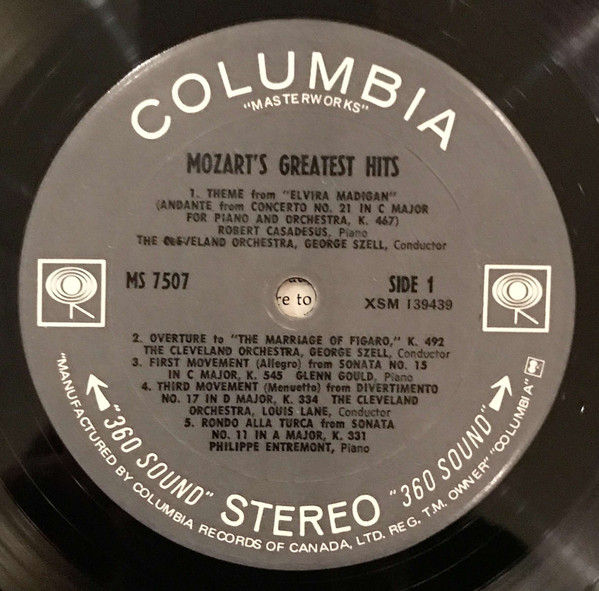 COLUMBIA
"MASTERWORKS"
MOZART'S GREATEST HITS
1. THEME from "ELVIRA MADIGAN"
(ANDANTE from CONCERTO NO. 21 IN C MAJOR
FOR PIANO AND ORCHESTRA, K. 467)
ROBERT CASADESUS, Piano
THE CLEVELAND ORCHESTRA, GEORGE SZELL, Conductor
MS 7507
SIDE 1
XSM 139439
re to
2. OVERTURE to "THE MARRIAGE OF FIGARO," K. 492
THE CLEVELAND ORCHESTRA, GEORGE SZELL, Conductor
3. FIRST MOVEMENT (Allegro) from SONATA NO. 15
IN C MAJOR, K. 545 GLENN GOULD, Piano
4. THIRD MOVEMENT (Menuetto) from DIVERTIMENTO
NO. 17 IN D MAJOR, K. 334 THE CLEVELAND
ORCHESTRA, LOUIS LANE, Conductor
5. RONDO ALLA TURCA from SONATA
NO. 11 IN A MAJOR, K. 331
PHILIPPE ENTREMONT, Piano
"360 SOUND" STEREO "360 SOUND"
"MANUFACTURED BY COLUMBIA RECORDS OF CANADA, LTD. REG. T.M. OWNER" "COLUMBIA"